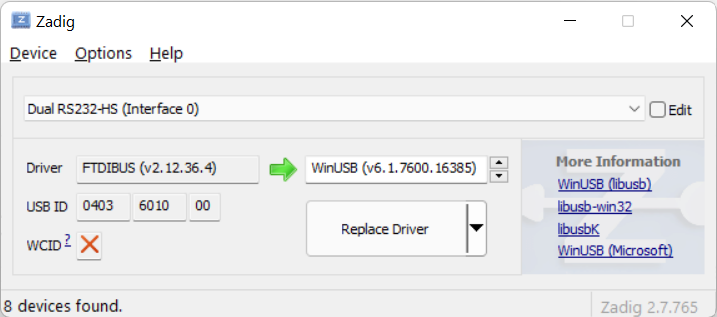 Zadig
Device Options Help
Dual RS232-HS (Interface 0) Edit
Driver FTDIBUS (v2.12.36.4) WinUSB (v6.1.7600.16385)
USB ID 0403 6010 00
WCID ?
Replace Driver
More Information
WinUSB (libusb)
libusb-win32
libusbK
WinUSB (Microsoft)
8 devices found. Zadig 2.7.765